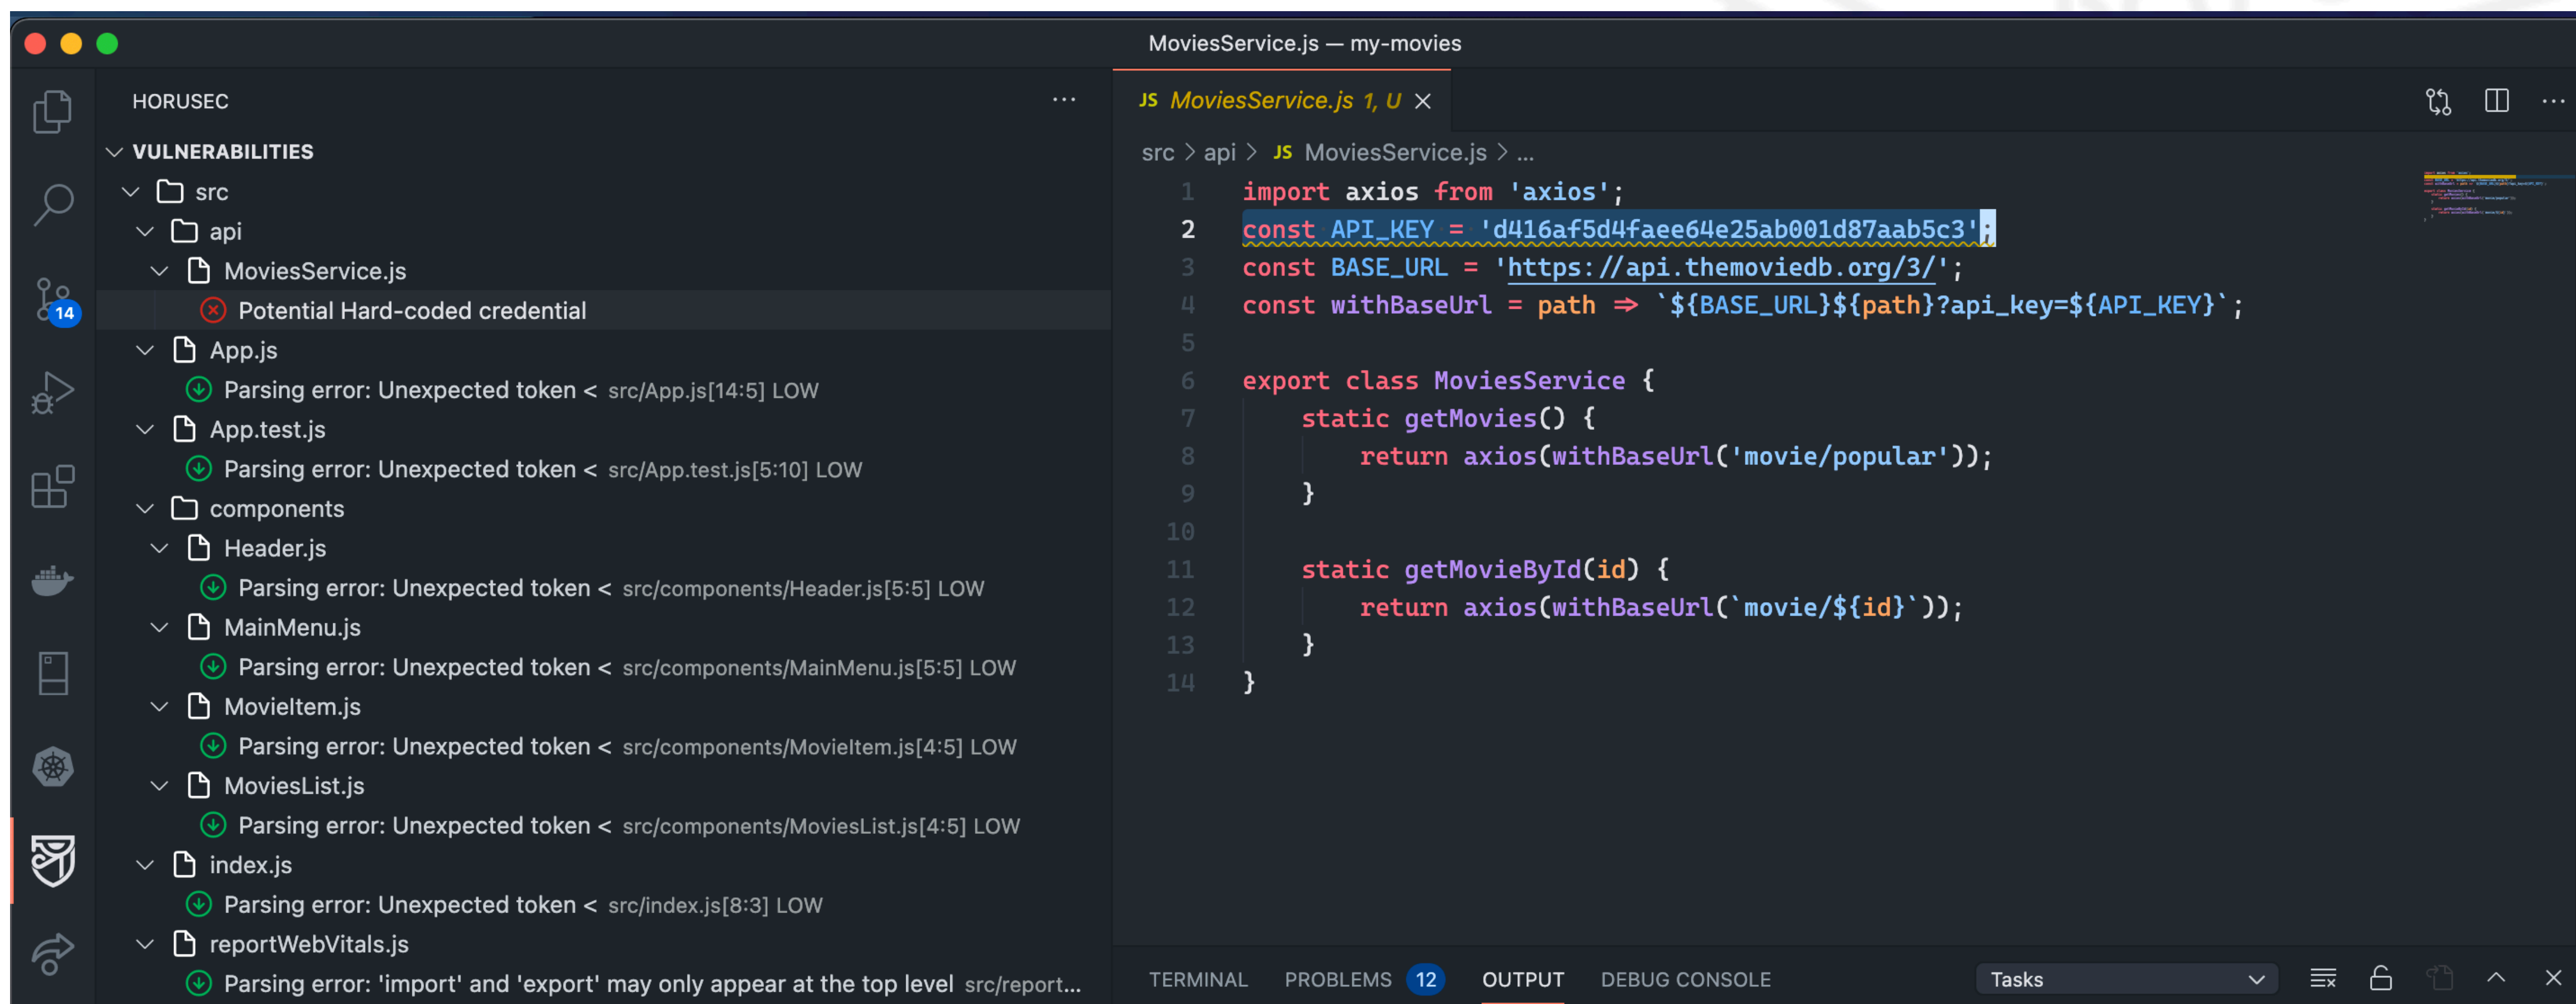 MoviesService.js — my-movies
HORUSEC
VULNERABILITIES
src
api
MoviesService.js
Potential Hard-coded credential
App.js
Parsing error: Unexpected token < src/App.js[14:5] LOW
App.test.js
Parsing error: Unexpected token < src/App.test.js[5:10] LOW
components
Header.js
Parsing error: Unexpected token < src/components/Header.js[5:5] LOW
MainMenu.js
Parsing error: Unexpected token < src/components/MainMenu.js[5:5] LOW
MovieItem.js
Parsing error: Unexpected token < src/components/MovieItem.js[4:5] LOW
MoviesList.js
Parsing error: Unexpected token < src/components/MoviesList.js[4:5] LOW
index.js
Parsing error: Unexpected token < src/index.js[8:3] LOW
reportWebVitals.js
Parsing error: 'import' and 'export' may only appear at the top level src/report...
14
JS MoviesService.js 1, U
src > api > JS MoviesService.js > ...
1 import axios from 'axios';
2 const API_KEY = 'd416af5d4faee64e25ab001d87aab5c3';
3 const BASE_URL = 'https://api.themoviedb.org/3/';
4 const withBaseUrl = path => `${BASE_URL}${path}?api_key=${API_KEY}`;
5
6 export class MoviesService {
7 static getMovies() {
8 return axios(withBaseUrl('movie/popular'));
9 }
10
11 static getMovieById(id) {
12 return axios(withBaseUrl(`movie/${id}`));
13 }
14 }
TERMINAL PROBLEMS 12 OUTPUT DEBUG CONSOLE Tasks